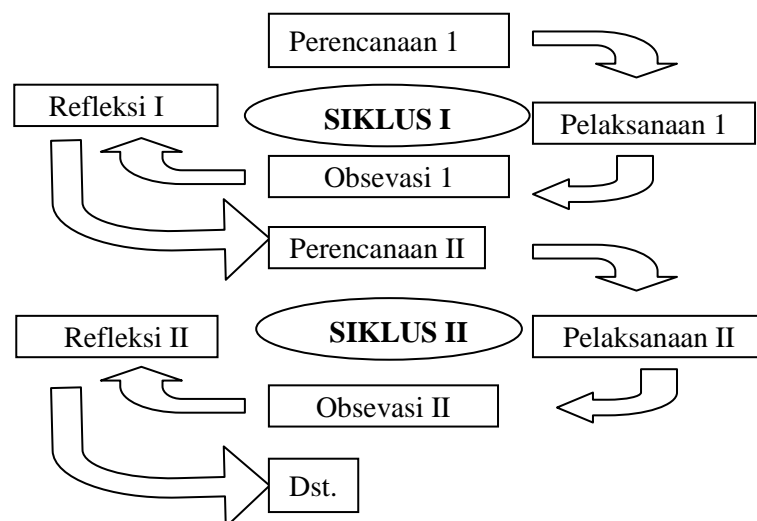 Perencanaan 1
Refleksi I
SIKLUS I
Pelaksanaan 1
Obsevasi 1
Perencanaan II
Refleksi II
SIKLUS II
Pelaksanaan II
Obsevasi II
Dst.